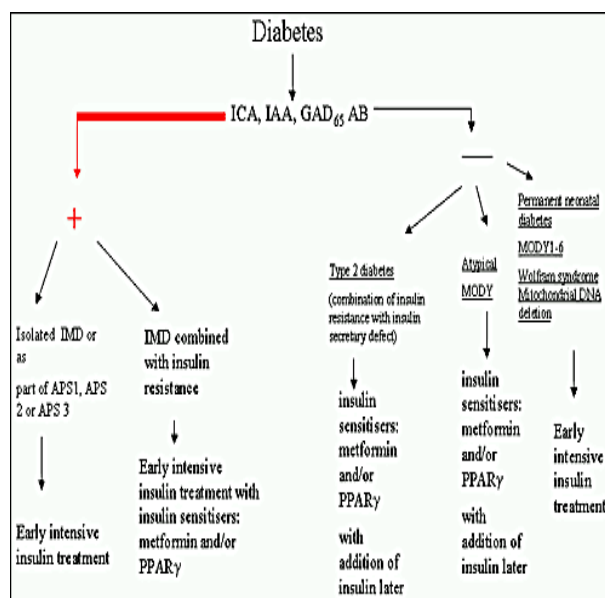 Diabetes
ICA, IAA, GAD65 AB
+
—
Isolated IMD or
as
part of APS1, APS
2 or APS 3
Early intensive
insulin treatment
IMD combined
with insulin
resistance
Early intensive
insulin treatment with
insulin sensitisers:
metformin and/or
PPARγ
Type 2 diabetes
(combination of insulin
resistance with insulin
secretary defect)
insulin
sensitisers:
metformin
and/or
PPARγ
with
addition of
insulin later
Atypical
MODY
insulin
sensitisers:
metformin
and/or
PPARγ
with
addition of
insulin later
Permanent neonatal
diabetes
MODY1-6
Wolfram syndrome
Mitochondrial DNA
deletion
Early
intensive
insulin
treatment